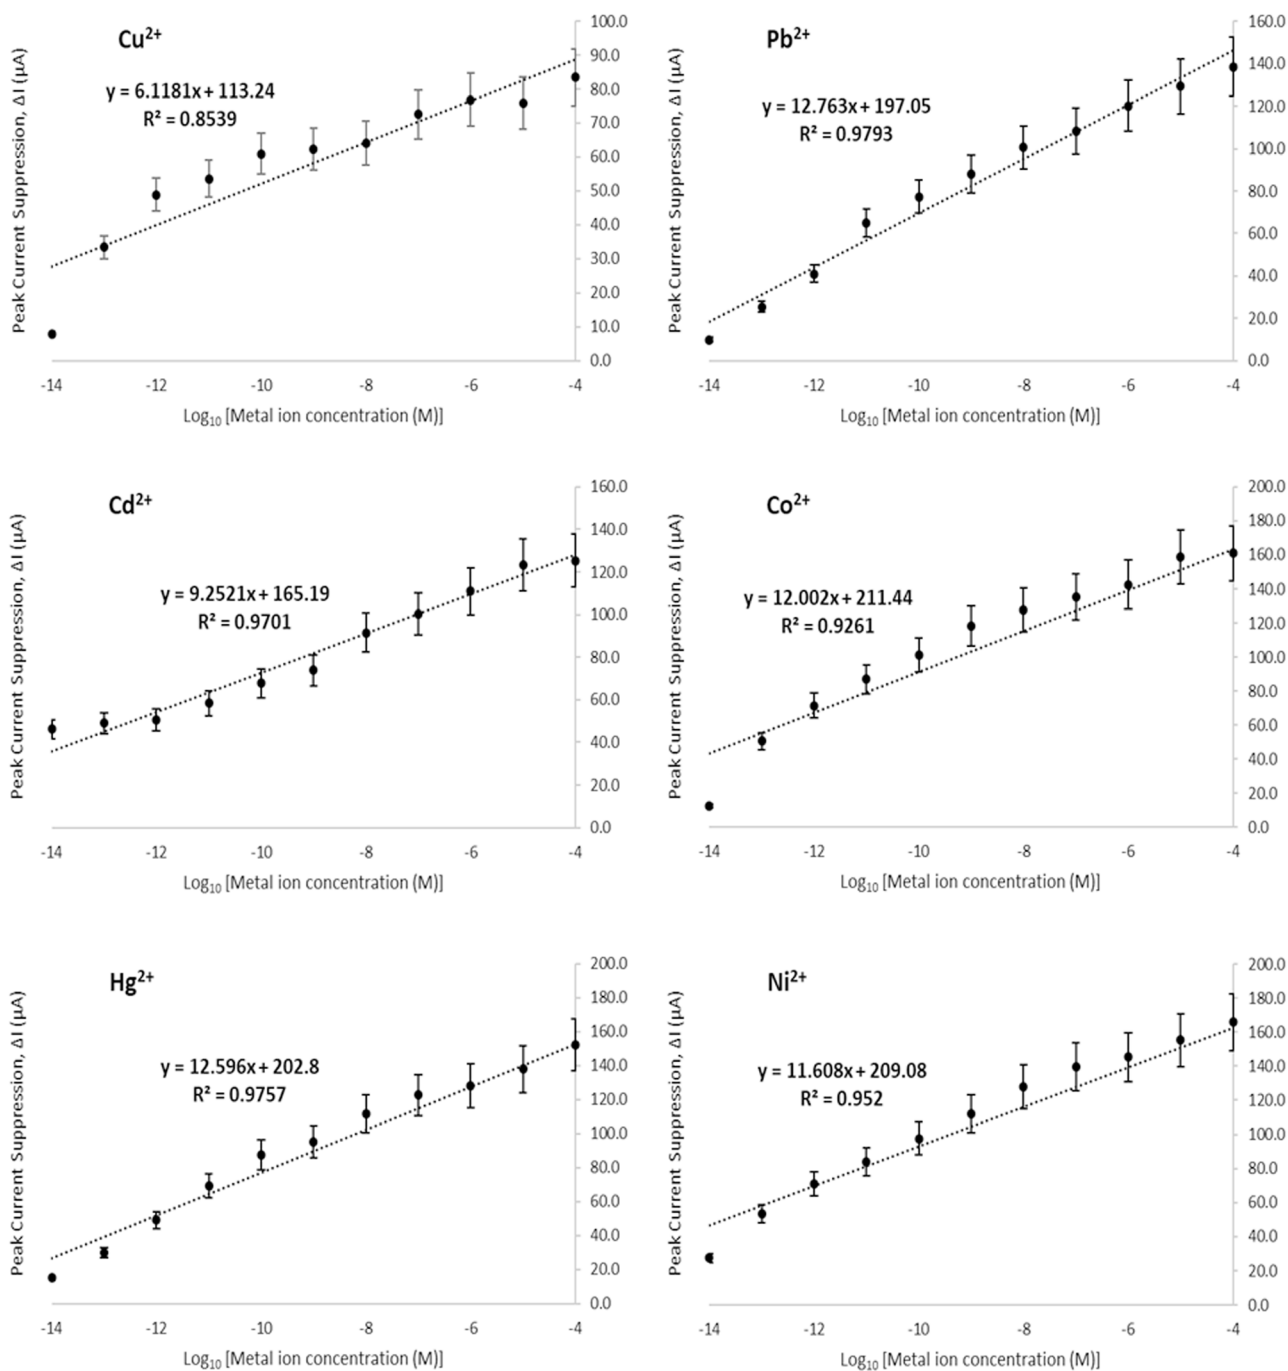 Cu²⁺
y = 6.1181x + 113.24
R² = 0.8539
Peak Current Suppression, ΔI (µA)
100.0
90.0
80.0
70.0
60.0
50.0
40.0
30.0
20.0
10.0
0.0
-14 -12 -10 -8 -6 -4
Log₁₀ [Metal ion concentration (M)]
Pb²⁺
y = 12.763x + 197.05
R² = 0.9793
Peak Current Suppression, ΔI (µA)
160.0
140.0
120.0
100.0
80.0
60.0
40.0
20.0
0.0
-14 -12 -10 -8 -6 -4
Log₁₀ [Metal ion concentration (M)]
Cd²⁺
y = 9.2521x + 165.19
R² = 0.9701
Peak Current Suppression, ΔI (µA)
160.0
140.0
120.0
100.0
80.0
60.0
40.0
20.0
0.0
-14 -12 -10 -8 -6 -4
Log₁₀ [Metal ion concentration (M)]
Co²⁺
y = 12.002x + 211.44
R² = 0.9261
Peak Current Suppression, ΔI (µA)
200.0
180.0
160.0
140.0
120.0
100.0
80.0
60.0
40.0
20.0
0.0
-14 -12 -10 -8 -6 -4
Log₁₀ [Metal ion concentration (M)]
Hg²⁺
y = 12.596x + 202.8
R² = 0.9757
Peak Current Suppression, ΔI (µA)
200.0
180.0
160.0
140.0
120.0
100.0
80.0
60.0
40.0
20.0
0.0
-14 -12 -10 -8 -6 -4
Log₁₀ [Metal ion concentration (M)]
Ni²⁺
y = 11.608x + 209.08
R² = 0.952
Peak Current Suppression, ΔI (µA)
200.0
180.0
160.0
140.0
120.0
100.0
80.0
60.0
40.0
20.0
0.0
-14 -12 -10 -8 -6 -4
Log₁₀ [Metal ion concentration (M)]